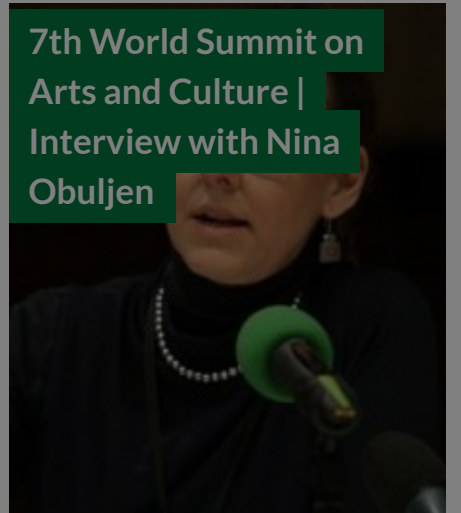 7th World Summit on
Arts and Culture |
Interview with Nina
Obuljen